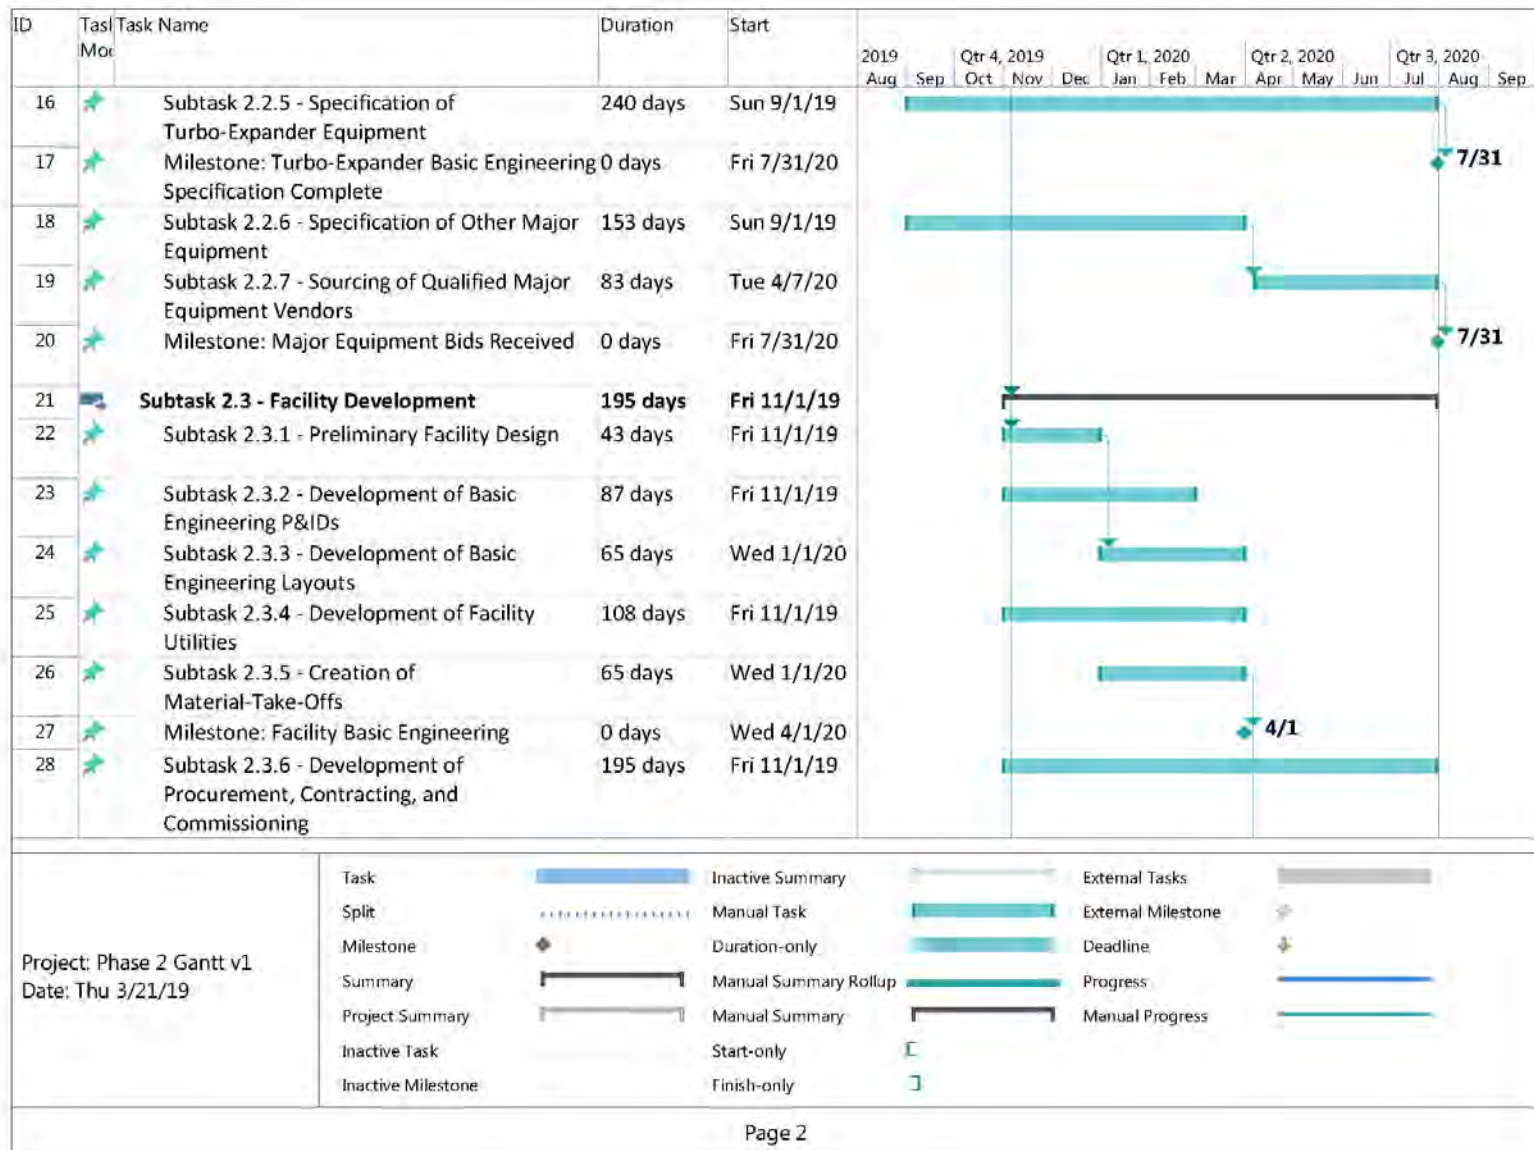 ID Tasl Task Name Duration Start
Mod
2019 Qtr 4, 2019 Qtr 1, 2020 Qtr 2, 2020 Qtr 3, 2020
Aug Sep Oct Nov Dec Jan Feb Mar Apr May Jun Jul Aug Sep
16 Subtask 2.2.5 - Specification of 240 days Sun 9/1/19
Turbo-Expander Equipment
17 Milestone: Turbo-Expander Basic Engineering 0 days Fri 7/31/20 7/31
Specification Complete
18 Subtask 2.2.6 - Specification of Other Major 153 days Sun 9/1/19
Equipment
19 Subtask 2.2.7 - Sourcing of Qualified Major 83 days Tue 4/7/20
Equipment Vendors
20 Milestone: Major Equipment Bids Received 0 days Fri 7/31/20 7/31
21 Subtask 2.3 - Facility Development 195 days Fri 11/1/19
22 Subtask 2.3.1 - Preliminary Facility Design 43 days Fri 11/1/19
23 Subtask 2.3.2 - Development of Basic 87 days Fri 11/1/19
Engineering P&IDs
24 Subtask 2.3.3 - Development of Basic 65 days Wed 1/1/20
Engineering Layouts
25 Subtask 2.3.4 - Development of Facility 108 days Fri 11/1/19
Utilities
26 Subtask 2.3.5 - Creation of 65 days Wed 1/1/20
Material-Take-Offs
27 Milestone: Facility Basic Engineering 0 days Wed 4/1/20 4/1
28 Subtask 2.3.6 - Development of 195 days Fri 11/1/19
Procurement, Contracting, and
Commissioning
Project: Phase 2 Gantt v1
Date: Thu 3/21/19
Task Inactive Summary External Tasks
Split Manual Task External Milestone
Milestone Duration-only Deadline
Summary Manual Summary Rollup Progress
Project Summary Manual Summary Manual Progress
Inactive Task Start-only
Inactive Milestone Finish-only
Page 2